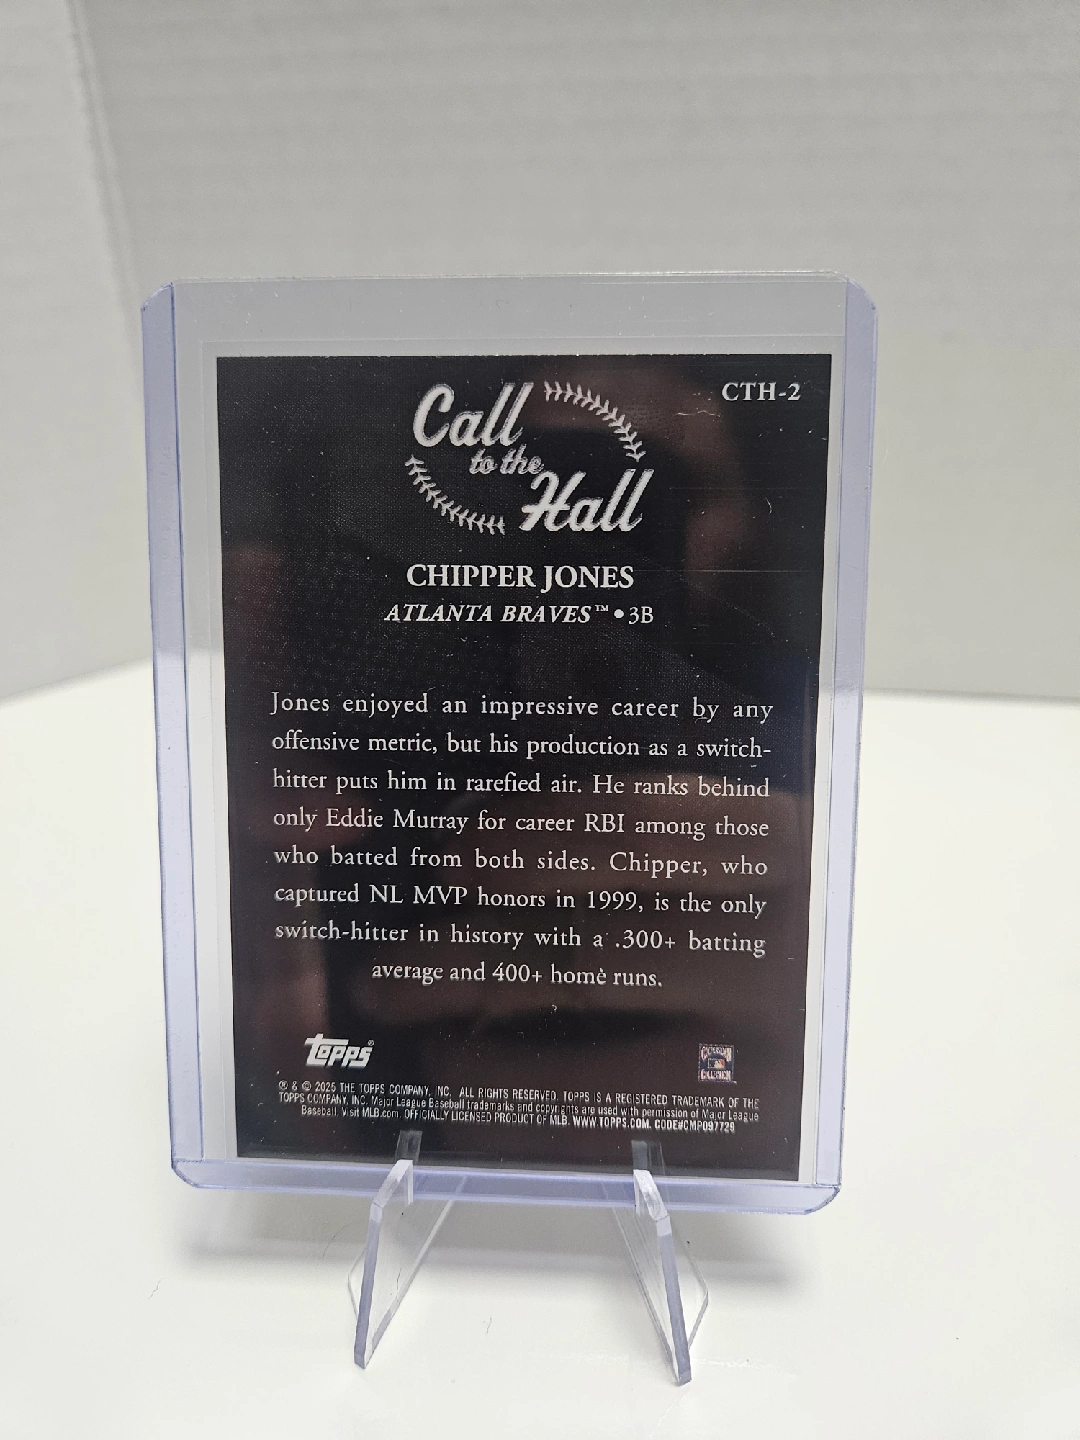 CTH-2
Call
to the
Hall
CHIPPER JONES
ATLANTA BRAVES™ • 3B
Jones enjoyed an impressive career by any
offensive metric, but his production as a switch-
hitter puts him in rarefied air. He ranks behind
only Eddie Murray for career RBI among those
who batted from both sides. Chipper, who
captured NL MVP honors in 1999, is the only
switch-hitter in history with a .300+ batting
average and 400+ home runs.
Topps®
® & © 2025 THE TOPPS COMPANY, INC. ALL RIGHTS RESERVED. TOPPS IS A REGISTERED TRADEMARK OF THE
TOPPS COMPANY, INC. Major League Baseball trademarks and copyrights are used with permission of Major League
Baseball. Visit MLB.com. OFFICIALLY LICENSED PRODUCT OF MLB. WWW.TOPPS.COM. CODE#CMP097729